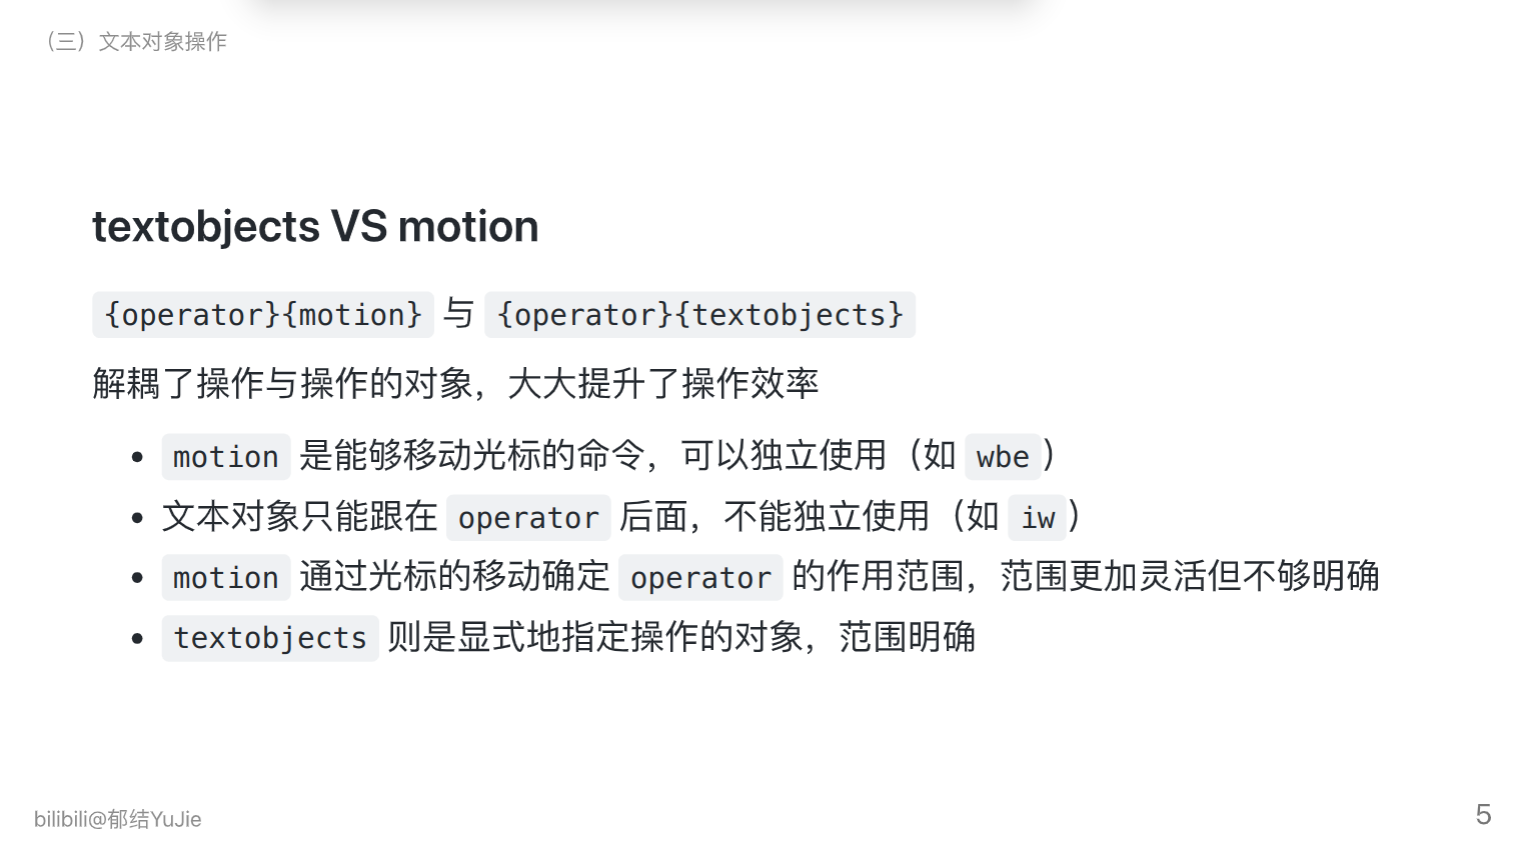 （三）文本对象操作
textobjects VS motion
{operator}{motion} 与 {operator}{textobjects}
解耦了操作与操作的对象，大大提升了操作效率
• motion 是能够移动光标的命令，可以独立使用（如 wbe）
• 文本对象只能跟在 operator 后面，不能独立使用（如 iw）
• motion 通过光标的移动确定 operator 的作用范围，范围更加灵活但不够明确
• textobjects 则是显式地指定操作的对象，范围明确
bilibili@郁结YuJie
5